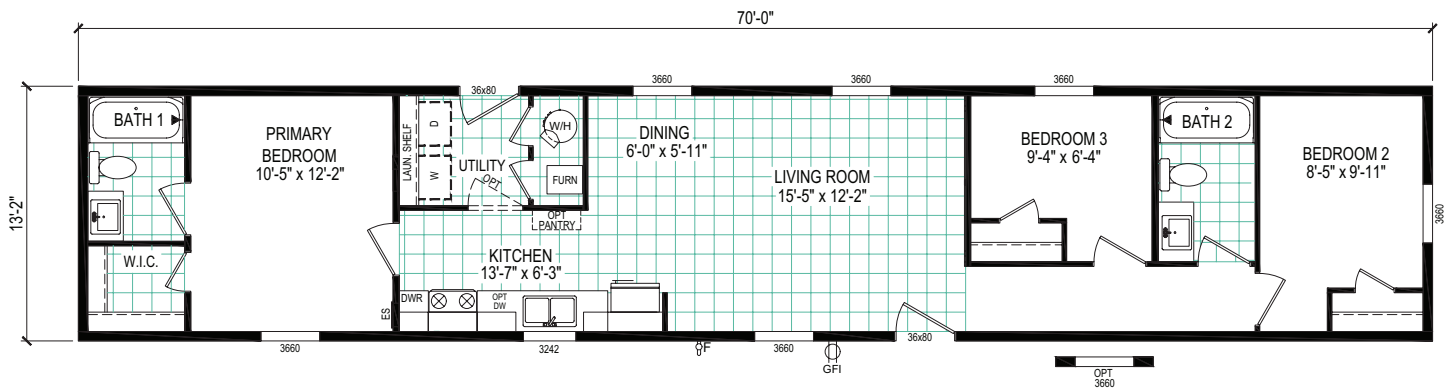 70'-0"
13'-2"
36x80
3660
3660
3660
BATH 1
PRIMARY
BEDROOM
10'-5" x 12'-2"
W.I.C.
LAUN. SHELF
D
W
UTILITY
OPT
W/H
FURN
OPT
PANTRY
DINING
6'-0" x 5'-11"
LIVING ROOM
15'-5" x 12'-2"
KITCHEN
13'-7" x 6'-3"
DWR
OPT
DW
ES
BEDROOM 3
9'-4" x 6'-4"
BATH 2
BEDROOM 2
8'-5" x 9'-11"
3660
3660
3242
F
3660
GFI
36x80
OPT
3660